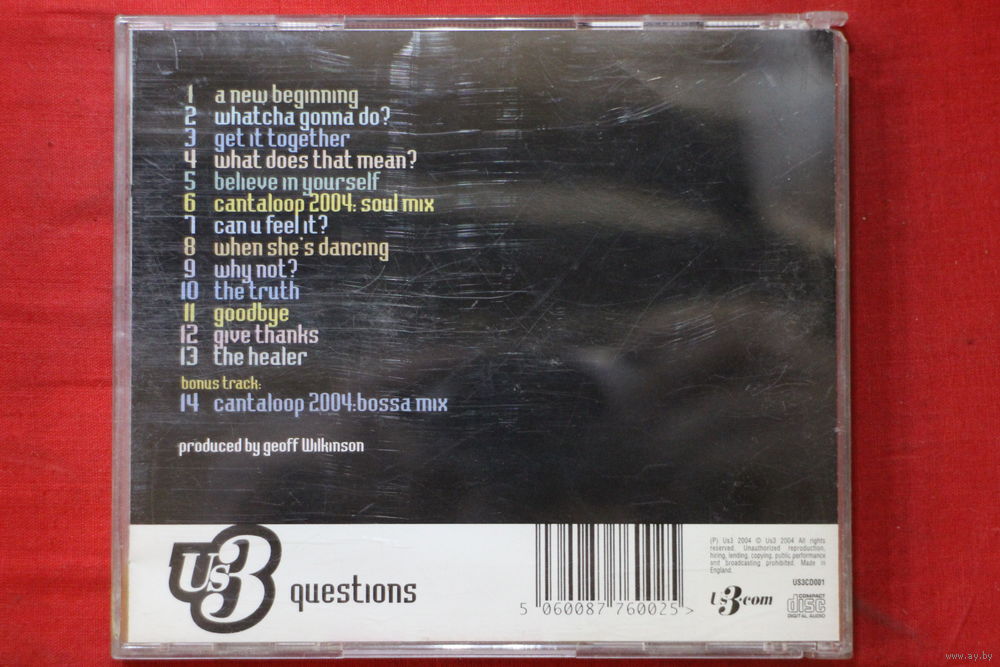 1 a new beginning
2 whatcha gonna do?
3 get it together
4 what does that mean?
5 believe in yourself
6 cantaloop 2004: soul mix
7 can u feel it?
8 when she's dancing
9 why not?
10 the truth
11 goodbye
12 give thanks
13 the healer
bonus track:
14 cantaloop 2004:bossa mix
produced by geoff Wilkinson
Us3
questions
5 060087 760025 >
(P) Us3 2004 © Us3 2004 All rights
reserved. Unauthorized reproduction,
hiring, lending, copying, public performance
and broadcasting prohibited. Made in
England.
US3CD001
us3.com
COMPACT
disc
DIGITAL AUDIO
www.ay.by